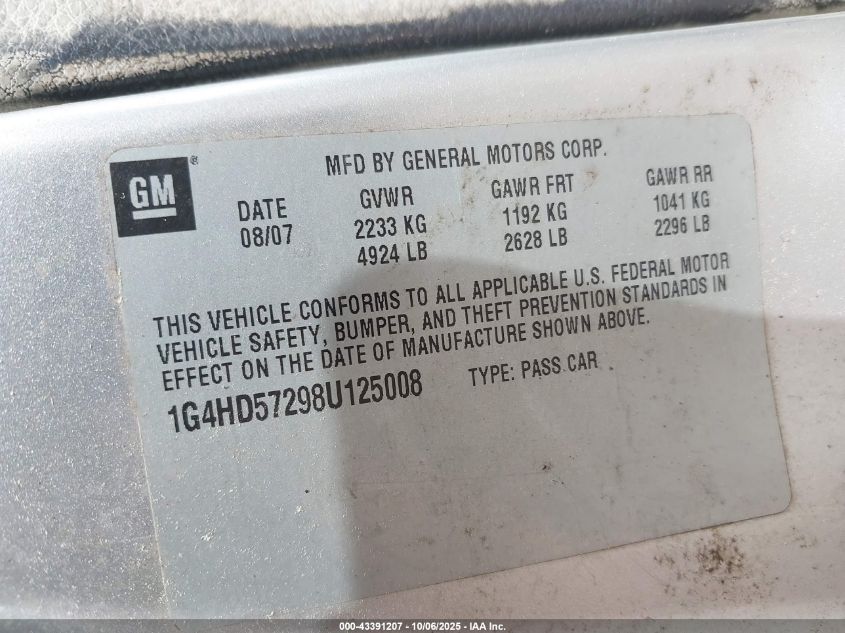 MFD BY GENERAL MOTORS CORP.
GM®
DATE GVWR GAWR FRT GAWR RR
08/07 2233 KG 1192 KG 1041 KG
4924 LB 2628 LB 2296 LB
THIS VEHICLE CONFORMS TO ALL APPLICABLE U.S. FEDERAL MOTOR
VEHICLE SAFETY, BUMPER, AND THEFT PREVENTION STANDARDS IN
EFFECT ON THE DATE OF MANUFACTURE SHOWN ABOVE.
1G4HD57298U125008 TYPE: PASS CAR
000-43391207 - 10/06/2025 - IAA Inc.